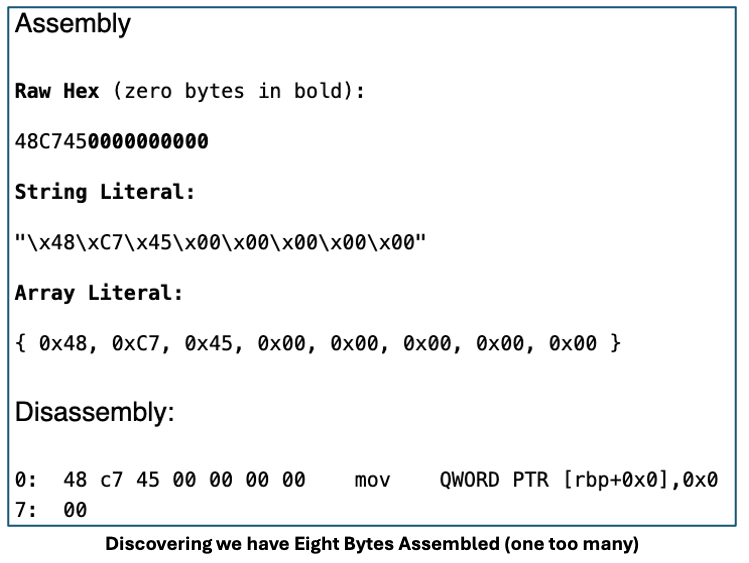 Assembly
Raw Hex (zero bytes in bold):
48C7450000000000
String Literal:
"\x48\xC7\x45\x00\x00\x00\x00\x00"
Array Literal:
{ 0x48, 0xC7, 0x45, 0x00, 0x00, 0x00, 0x00, 0x00 }
Disassembly:
0:  48 c7 45 00 00 00 00    mov    QWORD PTR [rbp+0x0],0x0
7:  00
Discovering we have Eight Bytes Assembled (one too many)